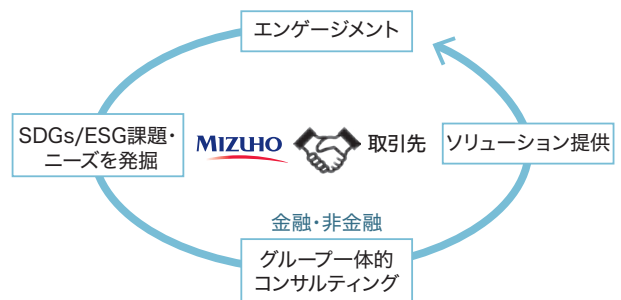 エンゲージメント
SDGs/ESG課題・
ニーズを発掘
MIZUHO
取引先
ソリューション提供
金融・非金融
グループ一体的
コンサルティング